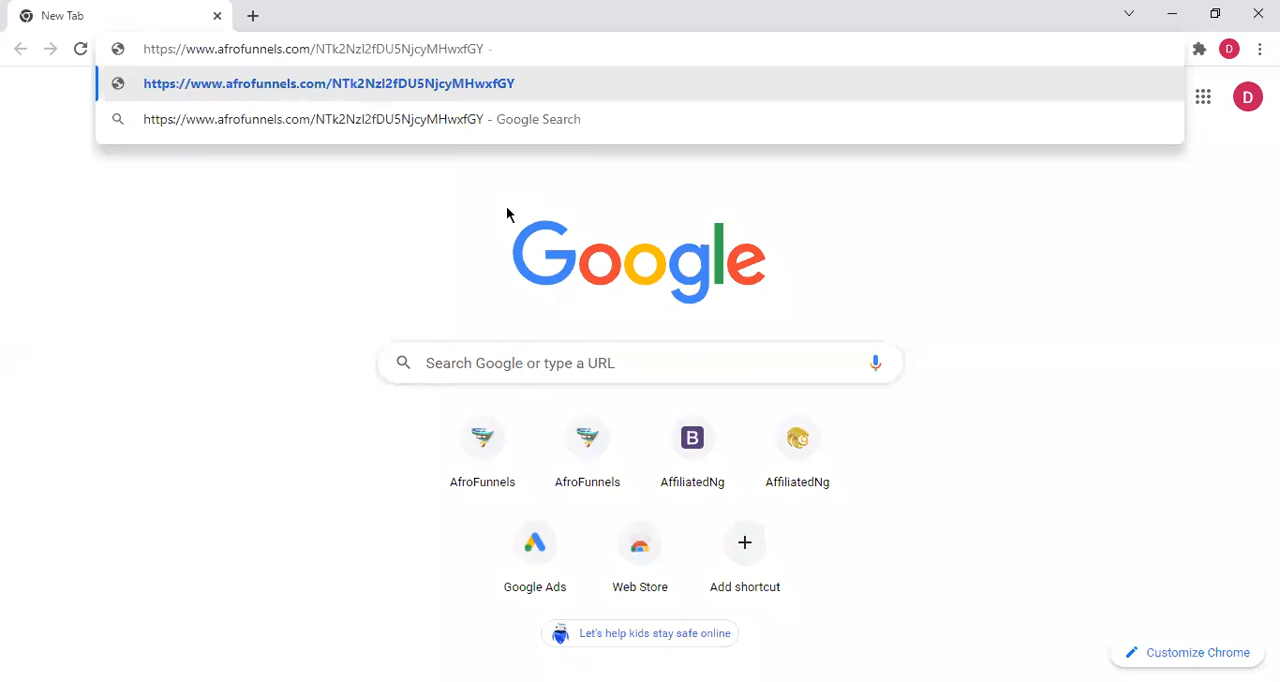 New Tab
https://www.afrofunnels.com/NTk2NzI2fDU5NjcyMHwxfGY -
D
https://www.afrofunnels.com/NTk2NzI2fDU5NjcyMHwxfGY
https://www.afrofunnels.com/NTk2NzI2fDU5NjcyMHwxfGY - Google Search
D
Google
Search Google or type a URL
B
AfroFunnels AfroFunnels AffiliatedNg AffiliatedNg
Google Ads Web Store Add shortcut
Let's help kids stay safe online
Customize Chrome